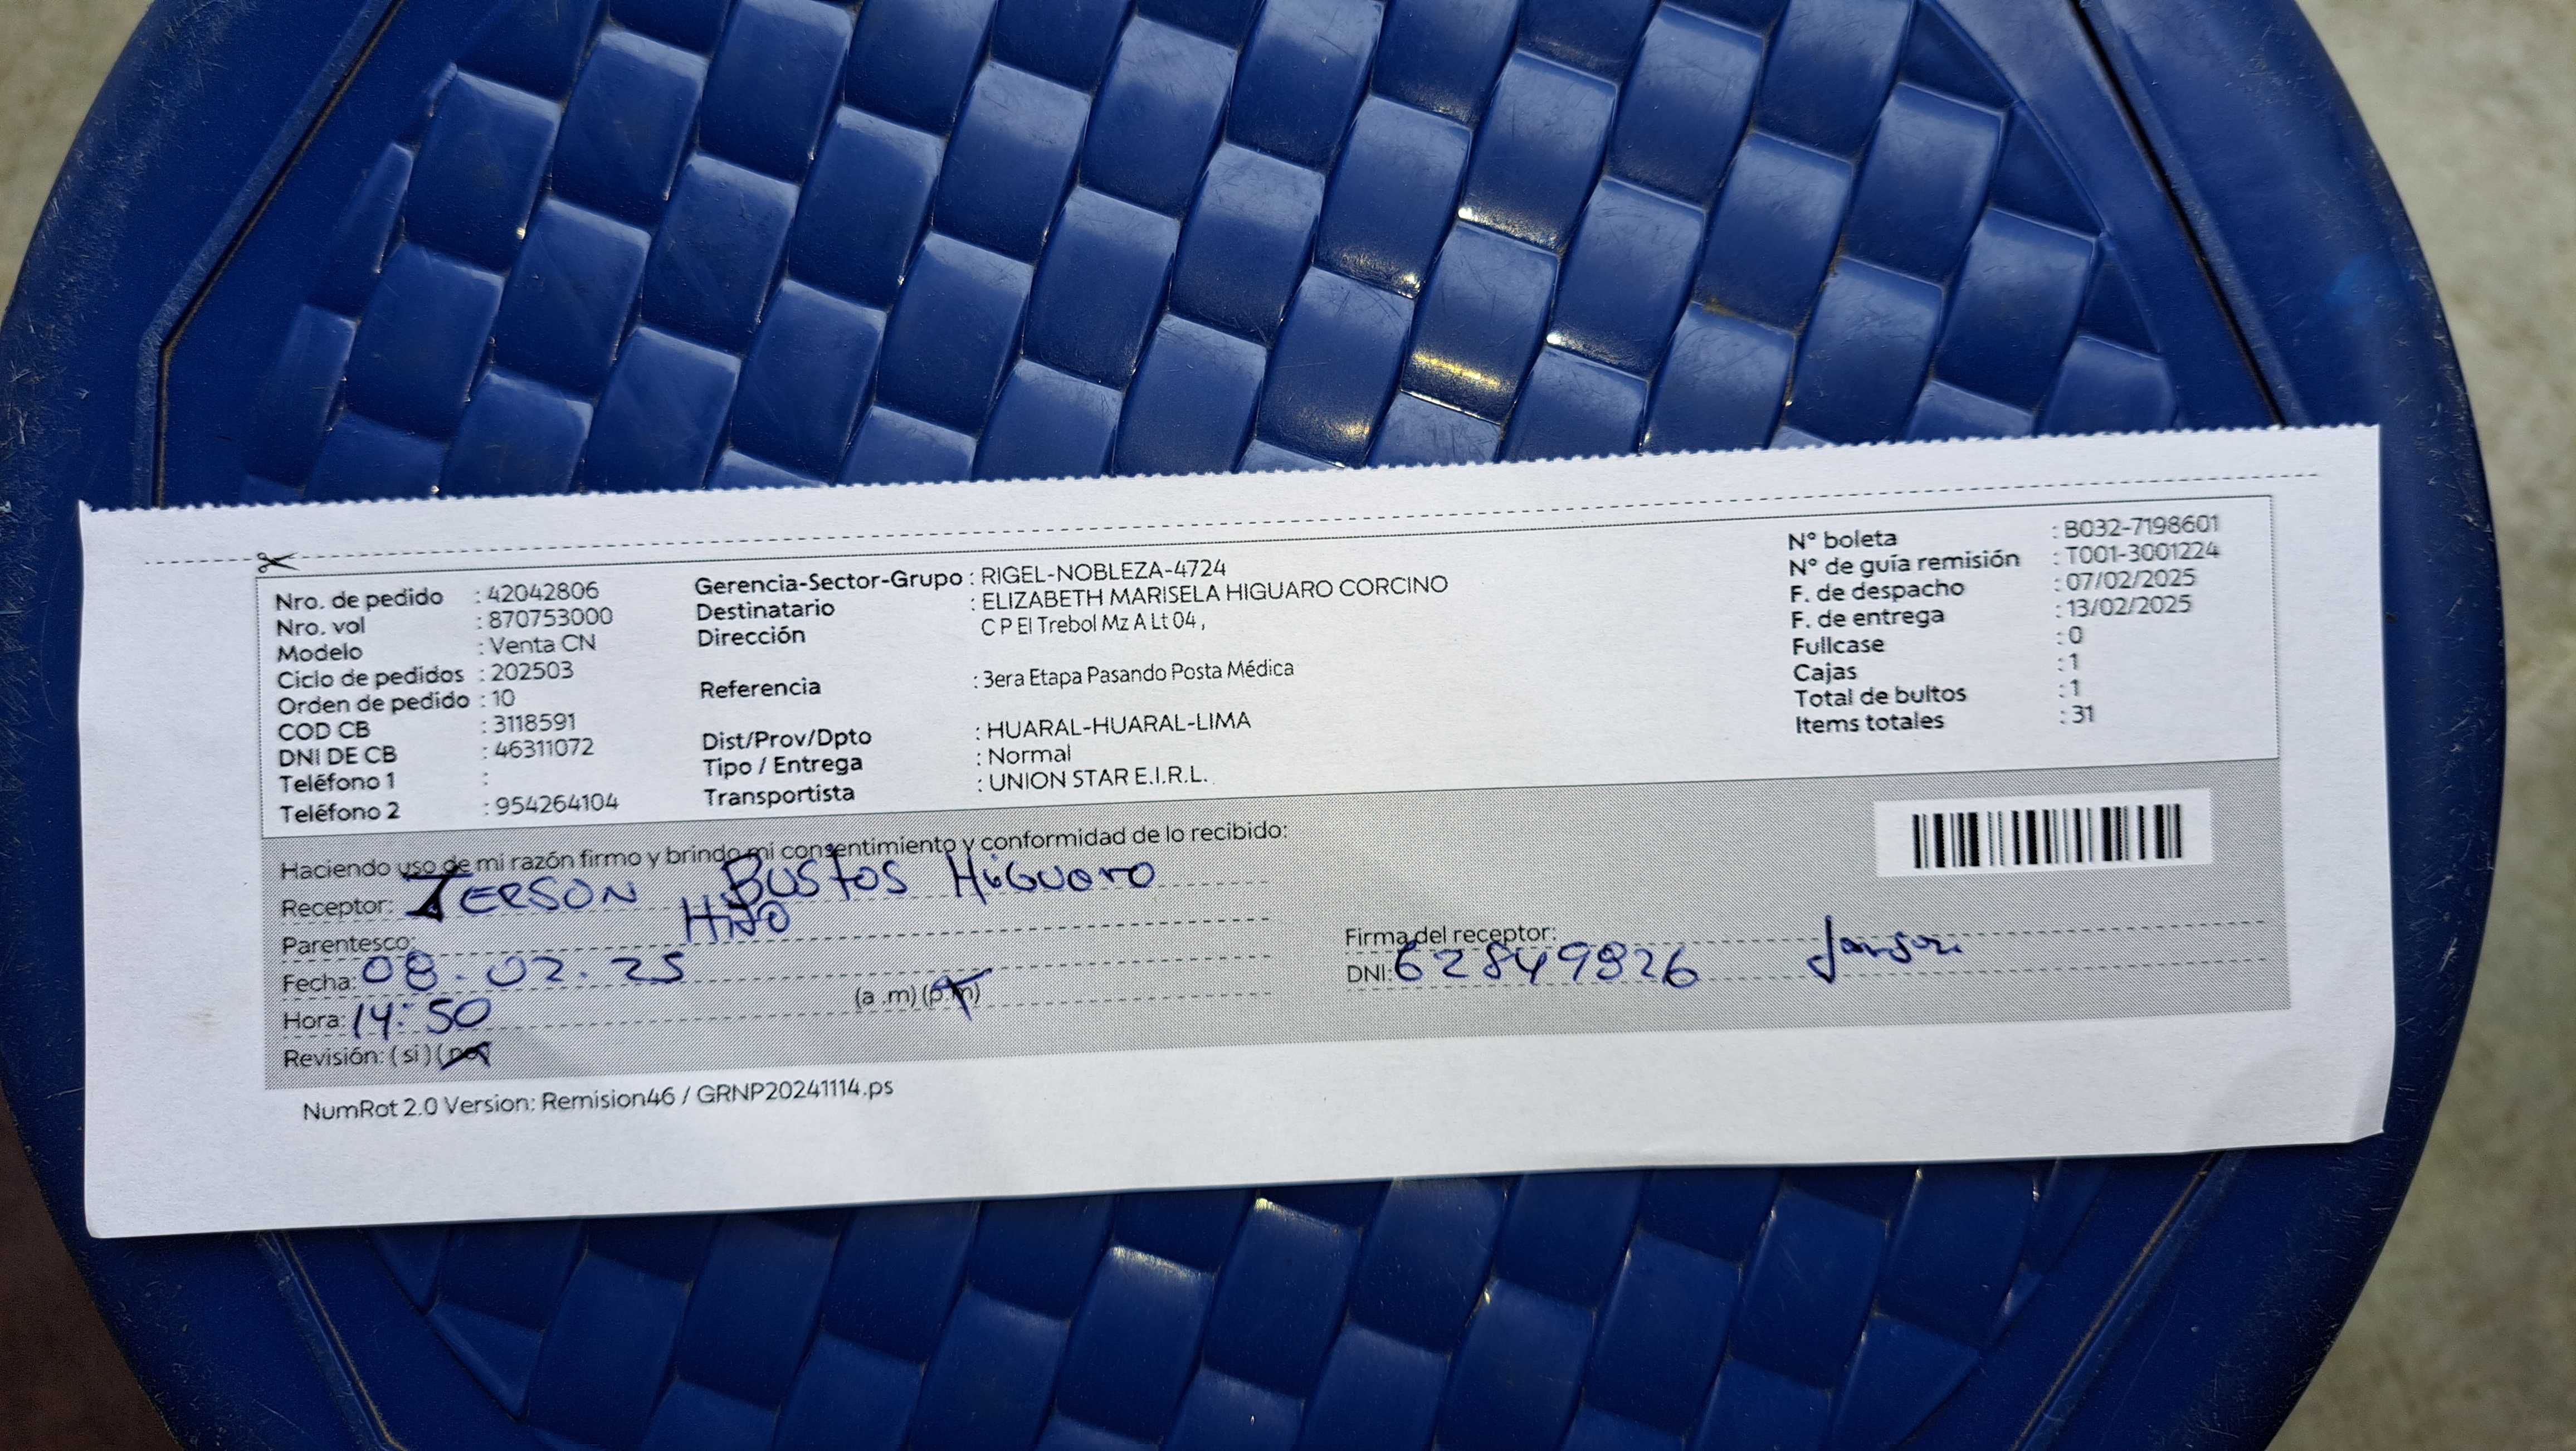 Nro. de pedido : 42042806
Nro. vol : 870753000
Modelo : Venta CN
Ciclo de pedidos : 202503
Orden de pedido : 10
COD CB : 3118591
DNI DE CB : 46311072
Teléfono 1 :
Teléfono 2 : 954264104
Gerencia-Sector-Grupo : RIGEL-NOBLEZA-4724
Destinatario : ELIZABETH MARISELA HIGUARO CORCINO
Dirección C P El Trebol Mz A Lt 04 ,
Referencia : 3era Etapa Pasando Posta Médica
Dist/Prov/Dpto : HUARAL-HUARAL-LIMA
Tipo / Entrega : Normal
Transportista : UNION STAR E.I.R.L.
N° boleta : B032-7198601
N° de guía remisión : T001-3001224
F. de despacho : 07/02/2025
F. de entrega : 13/02/2025
Fullcase : 0
Cajas : 1
Total de bultos : 1
Items totales : 31
Haciendo uso de mi razón firmo y brindo mi consentimiento y conformidad de lo recibido:
Receptor: JERSON BUSTOS HiGUaro
Parentesco: HIJO
Fecha: 08.02.25
Hora: 14:50 (a .m) (p.m)
Revisión: ( si ) ( no )
Firma del receptor:
DNI: 62849826
NumRot 2.0 Version: Remision46 / GRNP20241114.ps